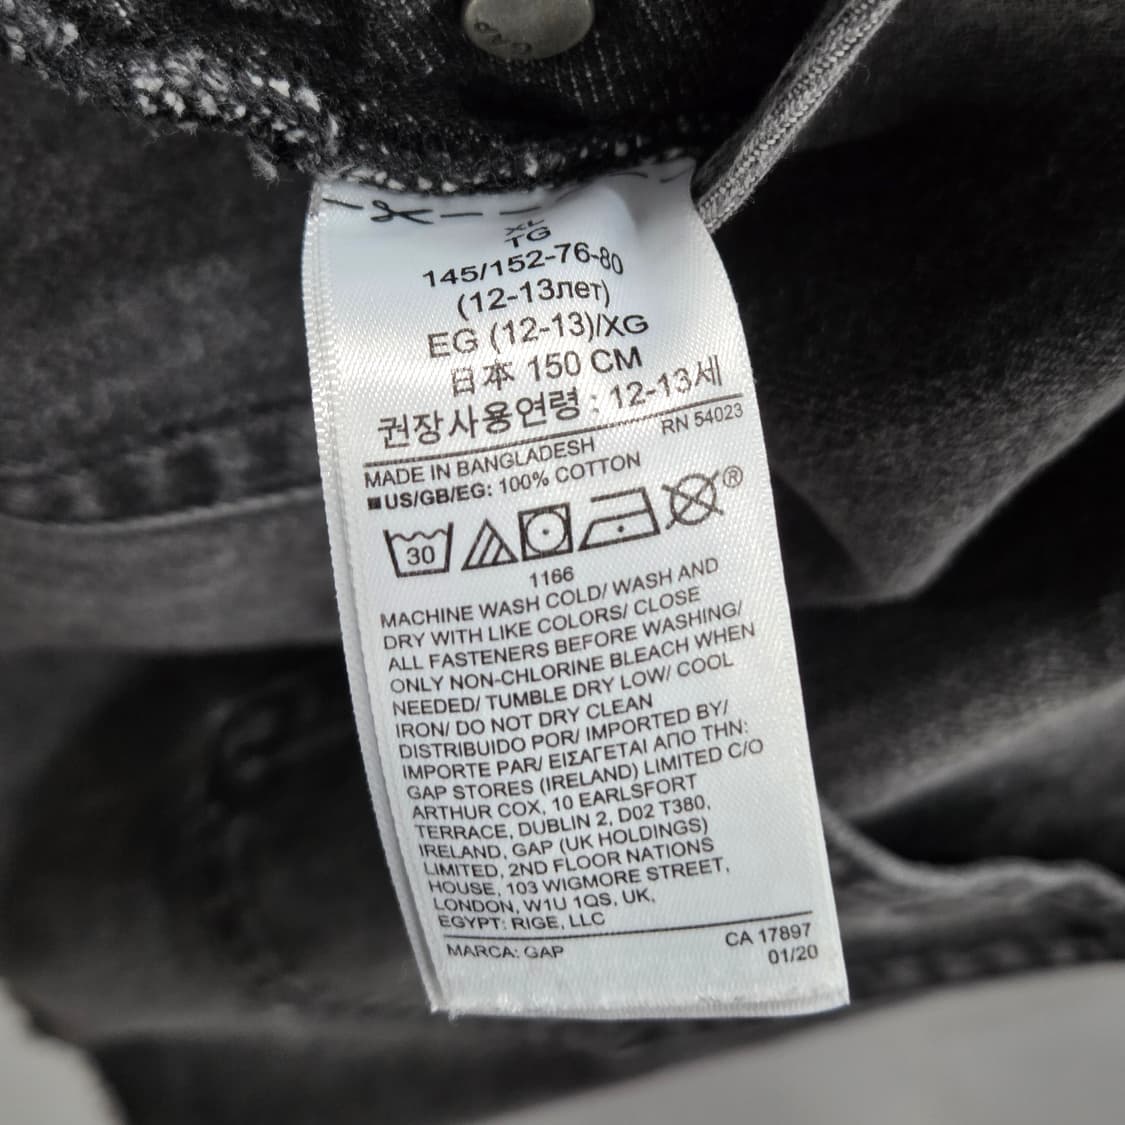 GAP
XL
TG
145/152-76-80
(12-13лет)
EG (12-13)/XG
日本 150 CM
권장사용연령 : 12-13세
RN 54023
MADE IN BANGLADESH
US/GB/EG: 100% COTTON
30
®
1166
MACHINE WASH COLD/ WASH AND
DRY WITH LIKE COLORS/ CLOSE
ALL FASTENERS BEFORE WASHING/
ONLY NON-CHLORINE BLEACH WHEN
NEEDED/ TUMBLE DRY LOW/ COOL
IRON/ DO NOT DRY CLEAN
DISTRIBUIDO POR/ IMPORTED BY/
IMPORTE PAR/ ΕΙΣΑΓΕΤΑΙ ΑΠΟ ΤΗΝ:
GAP STORES (IRELAND) LIMITED C/O
ARTHUR COX, 10 EARLSFORT
TERRACE, DUBLIN 2, D02 T380,
IRELAND, GAP (UK HOLDINGS)
LIMITED, 2ND FLOOR NATIONS
HOUSE, 103 WIGMORE STREET,
LONDON, W1U 1QS, UK,
EGYPT: RIGE, LLC
MARCA: GAP
CA 17897
01/20